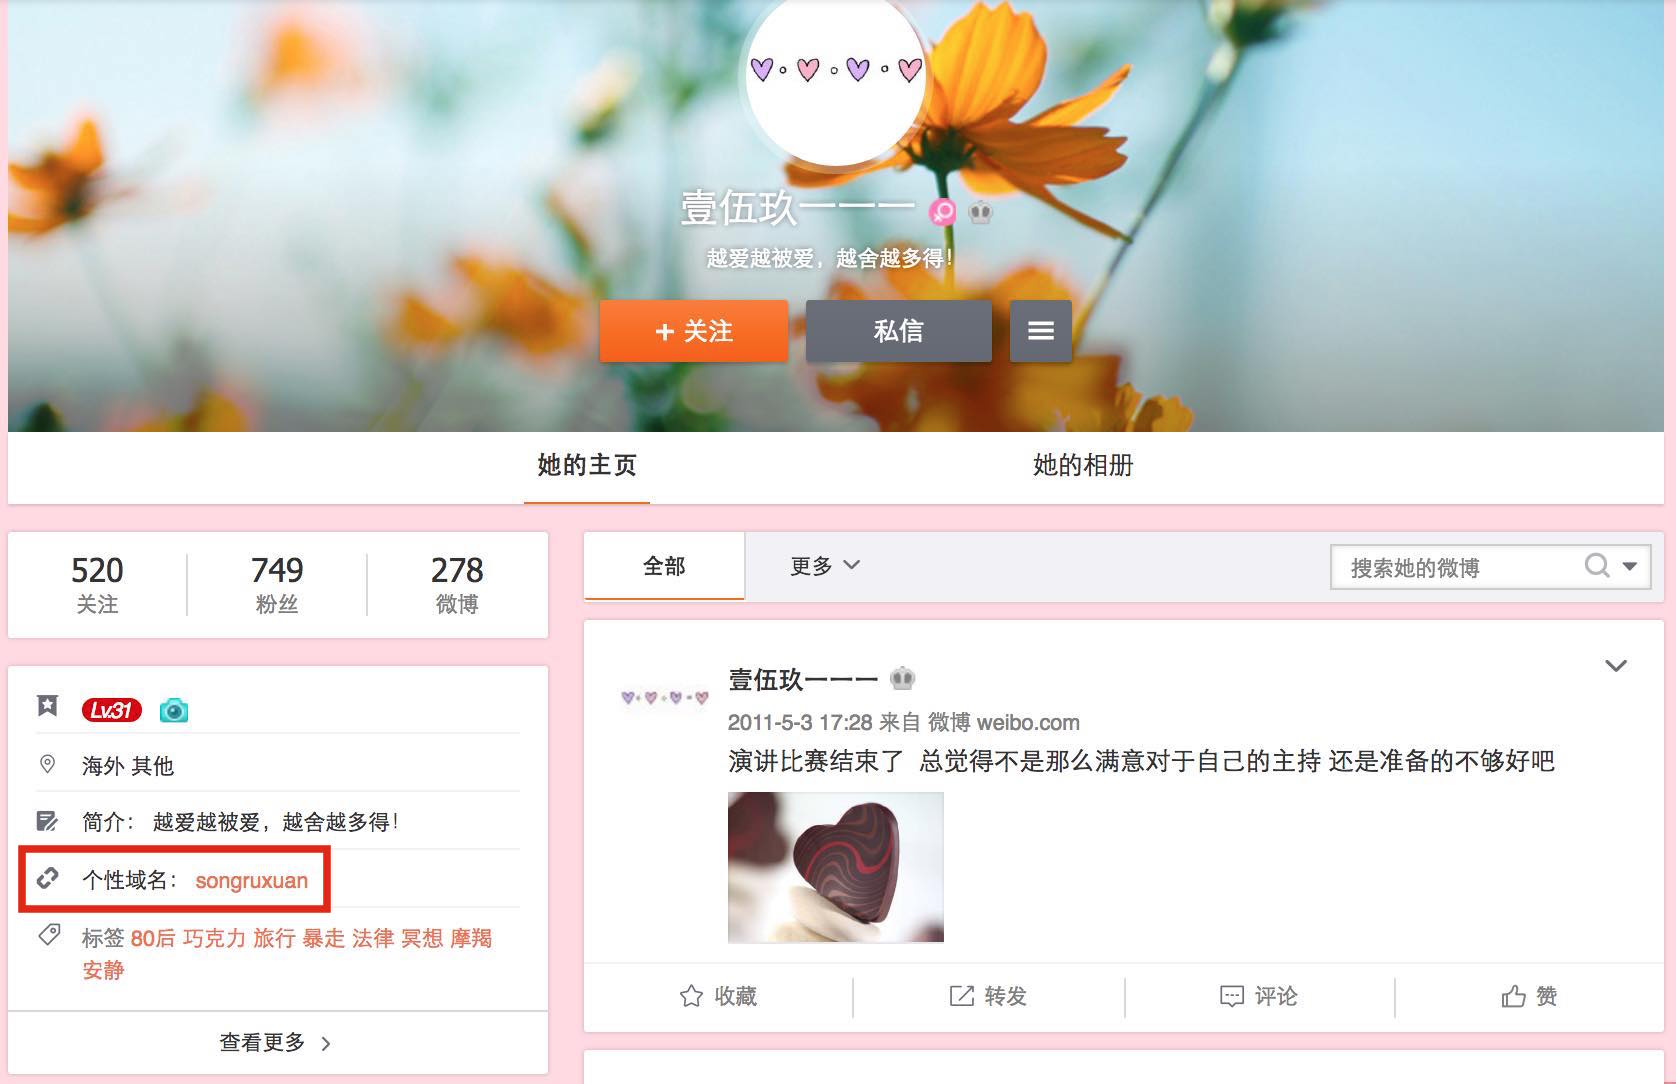 壹伍玖一一一
越爱越被爱，越舍越多得！
+ 关注
私信
她的主页
她的相册
520
关注
749
粉丝
278
微博
Lv.31
海外 其他
简介： 越爱越被爱，越舍越多得！
个性域名： songruxuan
标签 80后 巧克力 旅行 暴走 法律 冥想 摩羯
安静
查看更多 >
全部
更多
搜索她的微博
壹伍玖一一一
2011-5-3 17:28 来自 微博 weibo.com
演讲比赛结束了 总觉得不是那么满意对于自己的主持 还是准备的不够好吧
收藏
转发
评论
赞